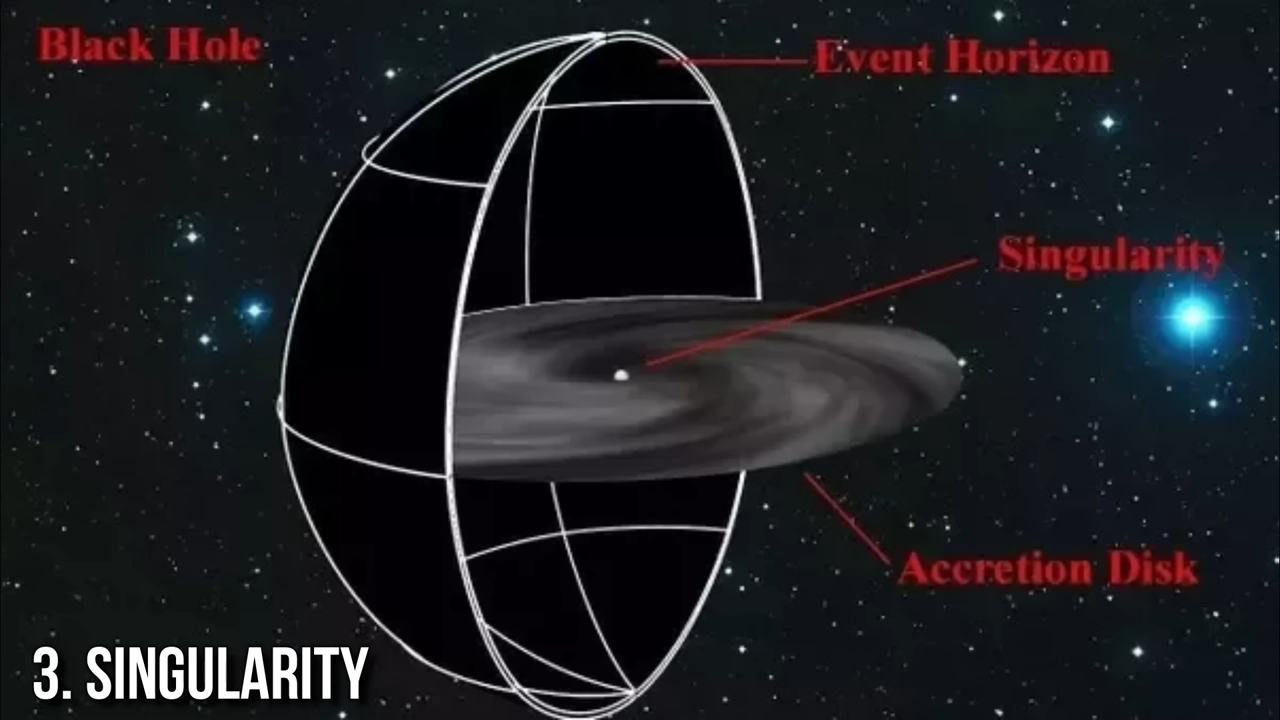 Black Hole
Event Horizon
Singularity
Accretion Disk
3. SINGULARITY